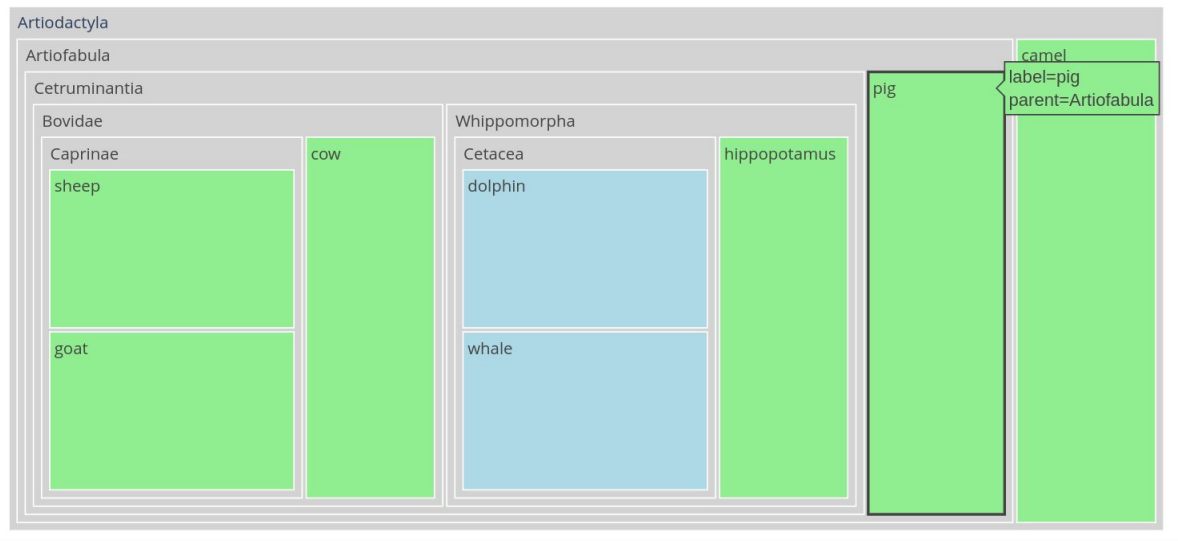 Artiodactyla
Artiofabula
camel
label=pig
parent=Artiofabula
Cetruminantia
pig
Bovidae
Whippomorpha
Caprinae
cow
Cetacea
hippopotamus
sheep
dolphin
goat
whale